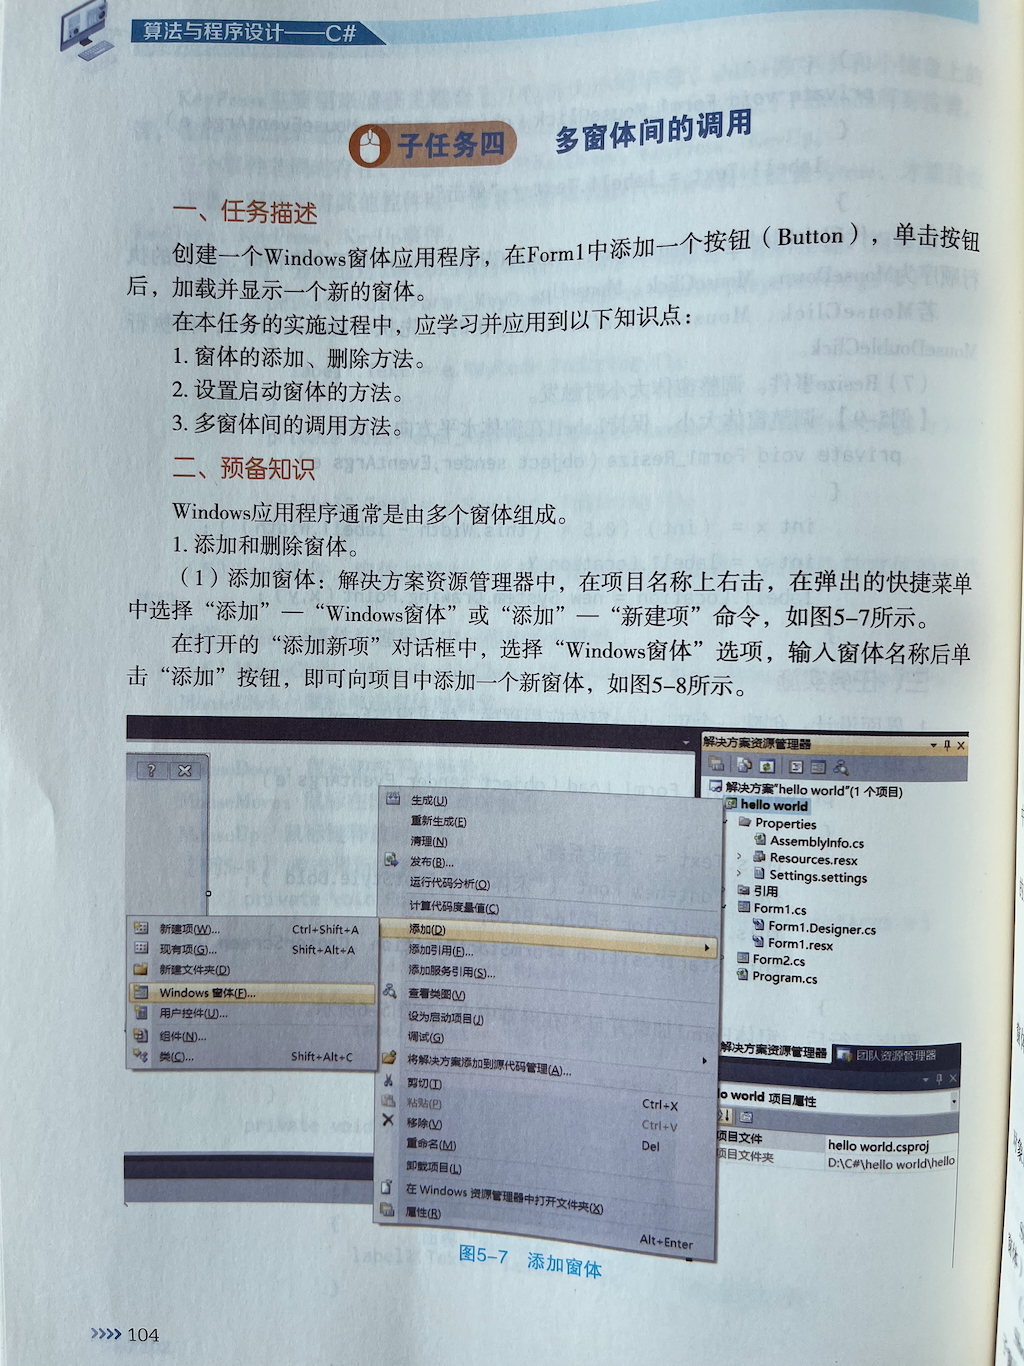 算法与程序设计——C#
子任务四 多窗体间的调用
一、任务描述
创建一个Windows窗体应用程序，在Form1中添加一个按钮（Button），单击按钮
后，加载并显示一个新的窗体。
在本任务的实施过程中，应学习并应用到以下知识点：
1. 窗体的添加、删除方法。
2. 设置启动窗体的方法。
3. 多窗体间的调用方法。
二、预备知识
Windows应用程序通常是由多个窗体组成。
1. 添加和删除窗体。
（1）添加窗体：解决方案资源管理器中，在项目名称上右击，在弹出的快捷菜单
中选择“添加”—“Windows窗体”或“添加”—“新建项”命令，如图5-7所示。
在打开的“添加新项”对话框中，选择“Windows窗体”选项，输入窗体名称后单
击“添加”按钮，即可向项目中添加一个新窗体，如图5-8所示。
解决方案资源管理器
解决方案"hello world"(1 个项目)
hello world
Properties
AssemblyInfo.cs
Resources.resx
Settings.settings
引用
Form1.cs
Form1.Designer.cs
Form1.resx
Form2.cs
Program.cs
生成(U)
重新生成(E)
清理(N)
发布(B)...
运行代码分析(O)
计算代码度量值(C)
添加(D)
添加引用(F)...
添加服务引用(S)...
查看类图(V)
设为启动项目(J)
调试(G)
将解决方案添加到源代码管理(A)...
剪切(T)
粘贴(P) Ctrl+X
移除(V) Ctrl+V
重命名(M) Del
卸载项目(L)
在 Windows 资源管理器中打开文件夹(X)
属性(R)
Alt+Enter
新建项(W)... Ctrl+Shift+A
现有项(G)... Shift+Alt+A
新建文件夹(D)
Windows 窗体(F)...
用户控件(U)...
组件(N)...
类(C)... Shift+Alt+C
解决方案资源管理器 团队资源管理器
lo world 项目属性
项目文件 hello world.csproj
项目文件夹 D:\C#\hello world\hello
图5-7 添加窗体
104